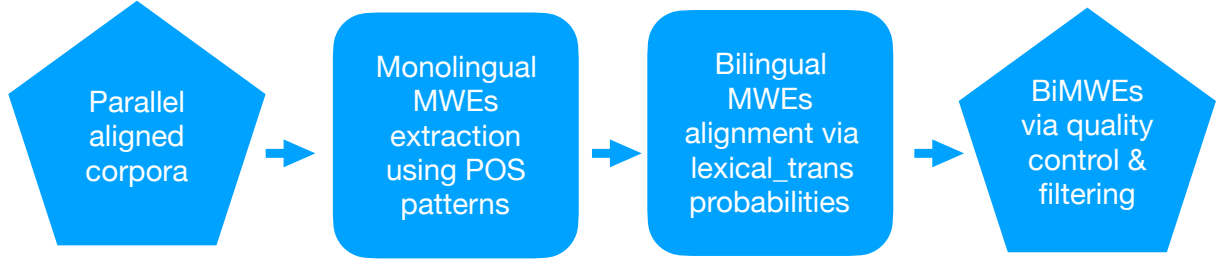 Parallel
aligned
corpora
Monolingual
MWEs
extraction
using POS
patterns
Bilingual
MWEs
alignment via
lexical_trans
probabilities
BiMWEs
via quality
control &
filtering